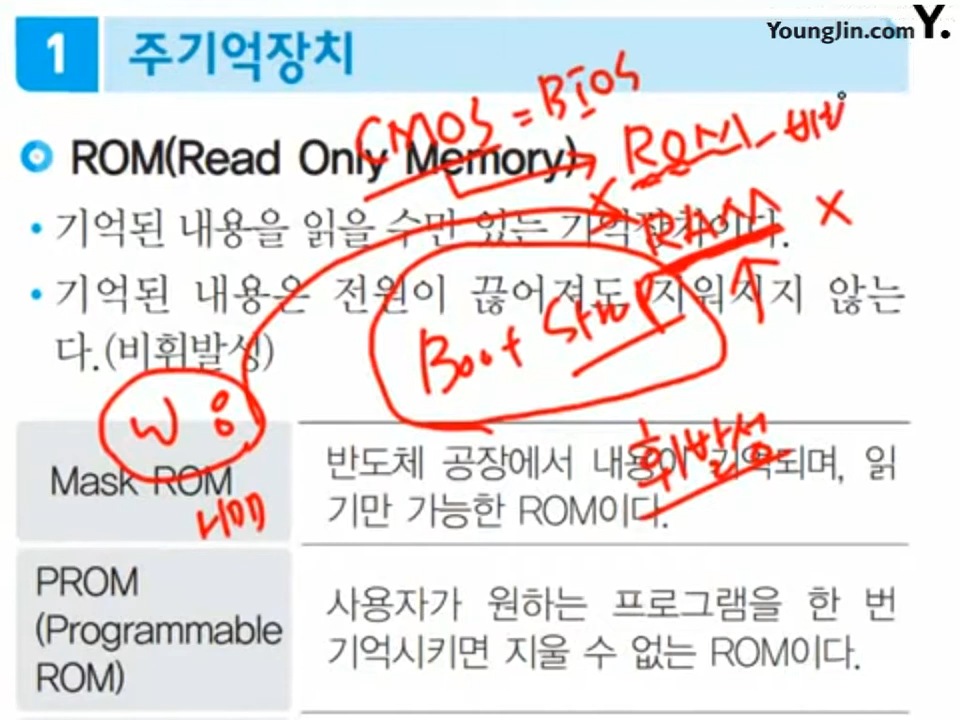 YoungJin.com Y.
1 주기억장치
CMOS = BIOS
ROM(Read Only Memory)
ROM
• 기억된 내용을 읽을 수만 있는 기억장치이다.
RAM X
• 기억된 내용은 전원이 끊어져도 지워지지 않는
다.(비휘발성)
Boot Strap
W
휘발성
Mask ROM
반도체 공장에서 내용이 기억되며, 읽
기만 가능한 ROM이다.
PROM
(Programmable
ROM)
사용자가 원하는 프로그램을 한 번
기억시키면 지울 수 없는 ROM이다.